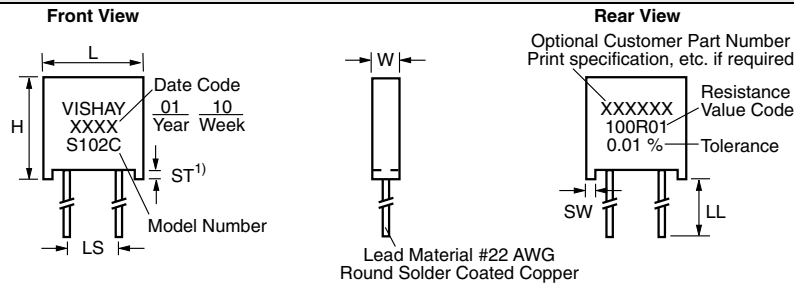 Front View
L
H
VISHAY
XXXX
S102C
Date Code
01 10
Year Week
ST1)
Model Number
LS
W
Lead Material #22 AWG
Round Solder Coated Copper
Rear View
Optional Customer Part Number
Print specification, etc. if required
XXXXXX
100R01
0.01 %
Resistance
Value Code
Tolerance
SW
LL